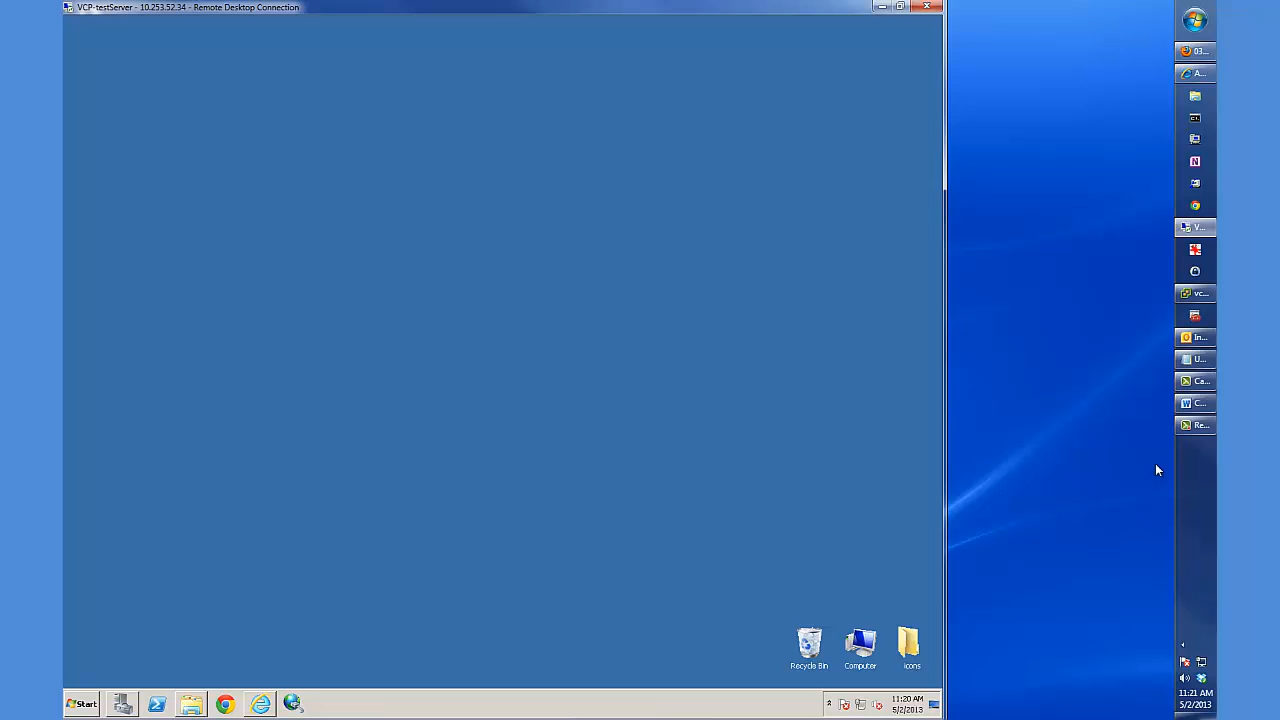 VCP-testServer - 10.253.52.34 - Remote Desktop Connection
03...
A...
C:\
N
V...
vc...
In...
U...
Ca...
W C...
Re...
Recycle Bin
Computer
icons
Start
11:20 AM
5/2/2013
11:21 AM
5/2/2013